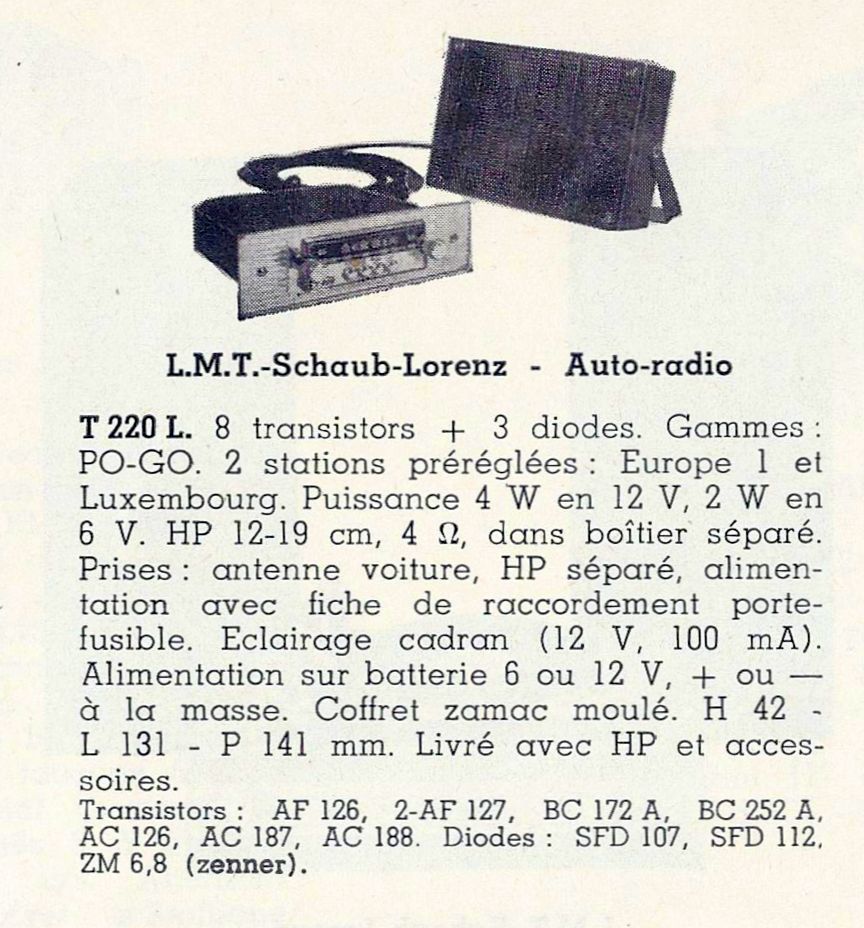 L.M.T.-Schaub-Lorenz - Auto-radio
T 220 L. 8 transistors + 3 diodes. Gammes :
PO-GO. 2 stations préréglées : Europe 1 et
Luxembourg. Puissance 4 W en 12 V, 2 W en
6 V. HP 12-19 cm, 4 Ω, dans boîtier séparé.
Prises : antenne voiture, HP séparé, alimen-
tation avec fiche de raccordement porte-
fusible. Eclairage cadran (12 V, 100 mA).
Alimentation sur batterie 6 ou 12 V, + ou —
à la masse. Coffret zamac moulé. H 42 -
L 131 - P 141 mm. Livré avec HP et acces-
soires.
Transistors : AF 126, 2-AF 127, BC 172 A, BC 252 A,
AC 126, AC 187, AC 188. Diodes : SFD 107, SFD 112,
ZM 6,8 (zenner).